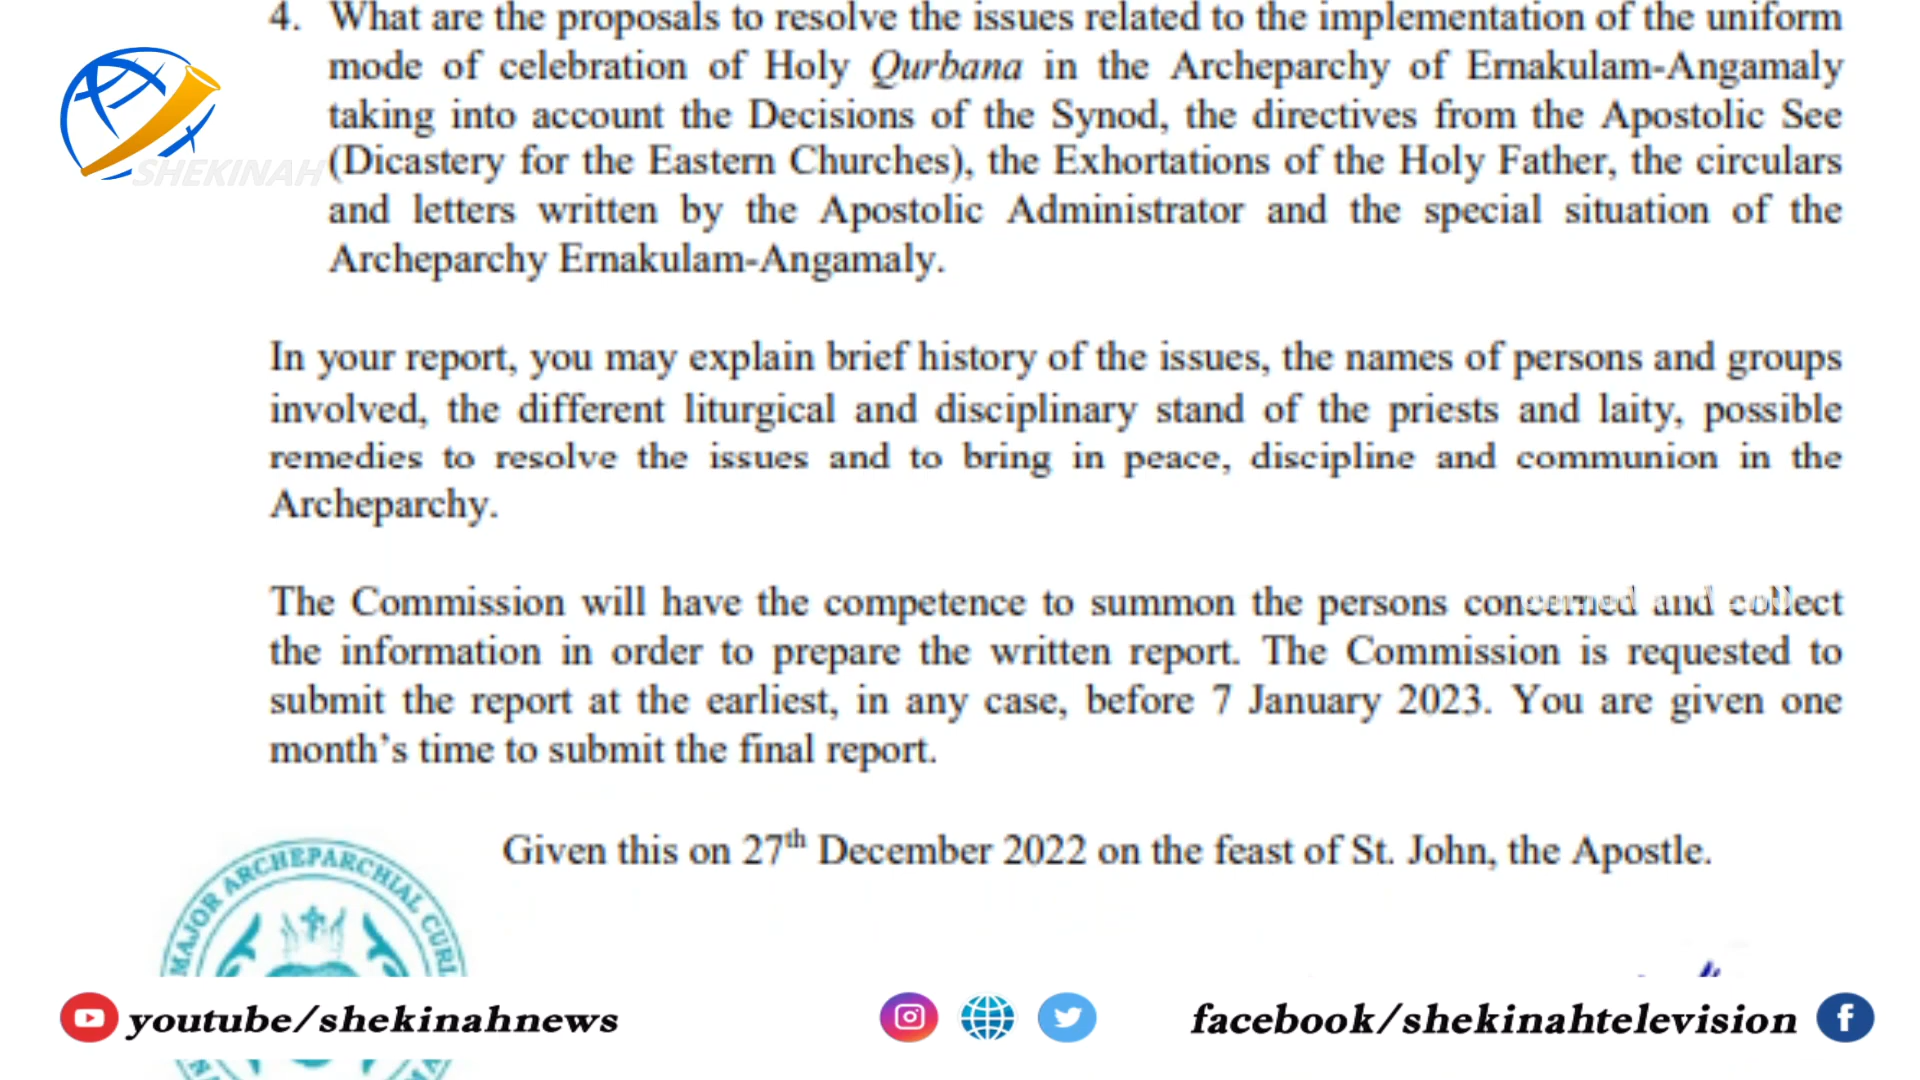 4. What are the proposals to resolve the issues related to the implementation of the uniform
mode of celebration of Holy Qurbana in the Archeparchy of Ernakulam-Angamaly
taking into account the Decisions of the Synod, the directives from the Apostolic See
(Dicastery for the Eastern Churches), the Exhortations of the Holy Father, the circulars
and letters written by the Apostolic Administrator and the special situation of the
Archeparchy Ernakulam-Angamaly.
SHEKINAH
In your report, you may explain brief history of the issues, the names of persons and groups
involved, the different liturgical and disciplinary stand of the priests and laity, possible
remedies to resolve the issues and to bring in peace, discipline and communion in the
Archeparchy.
The Commission will have the competence to summon the persons concerned and collect
the information in order to prepare the written report. The Commission is requested to
submit the report at the earliest, in any case, before 7 January 2023. You are given one
month’s time to submit the final report.
Given this on 27th December 2022 on the feast of St. John, the Apostle.
MAJOR ARCHEPARCHIAL
youtube/shekinahnews
facebook/shekinahtelevision